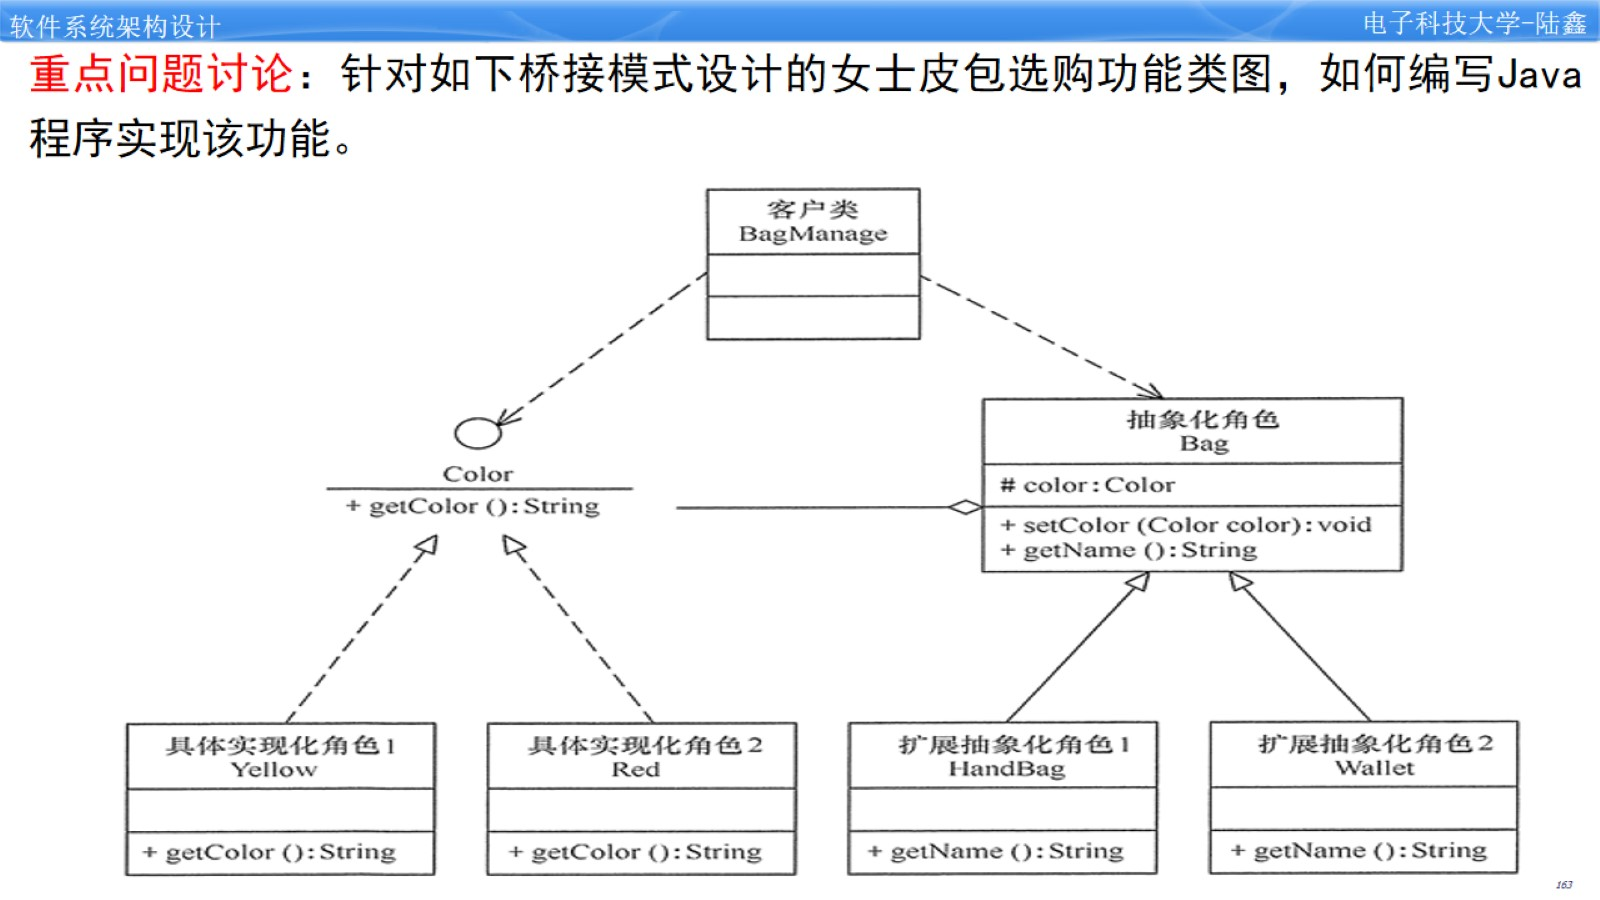 软件系统架构设计
电子科技大学-陆鑫
重点问题讨论：针对如下桥接模式设计的女士皮包选购功能类图，如何编写Java
程序实现该功能。
客户类
BagManage
Color
+ getColor ():String
抽象化角色
Bag
# color:Color
+ setColor (Color color):void
+ getName ():String
具体实现化角色1
Yellow
+ getColor ():String
具体实现化角色2
Red
+ getColor ():String
扩展抽象化角色1
HandBag
+ getName ():String
扩展抽象化角色2
Wallet
+ getName ():String
163